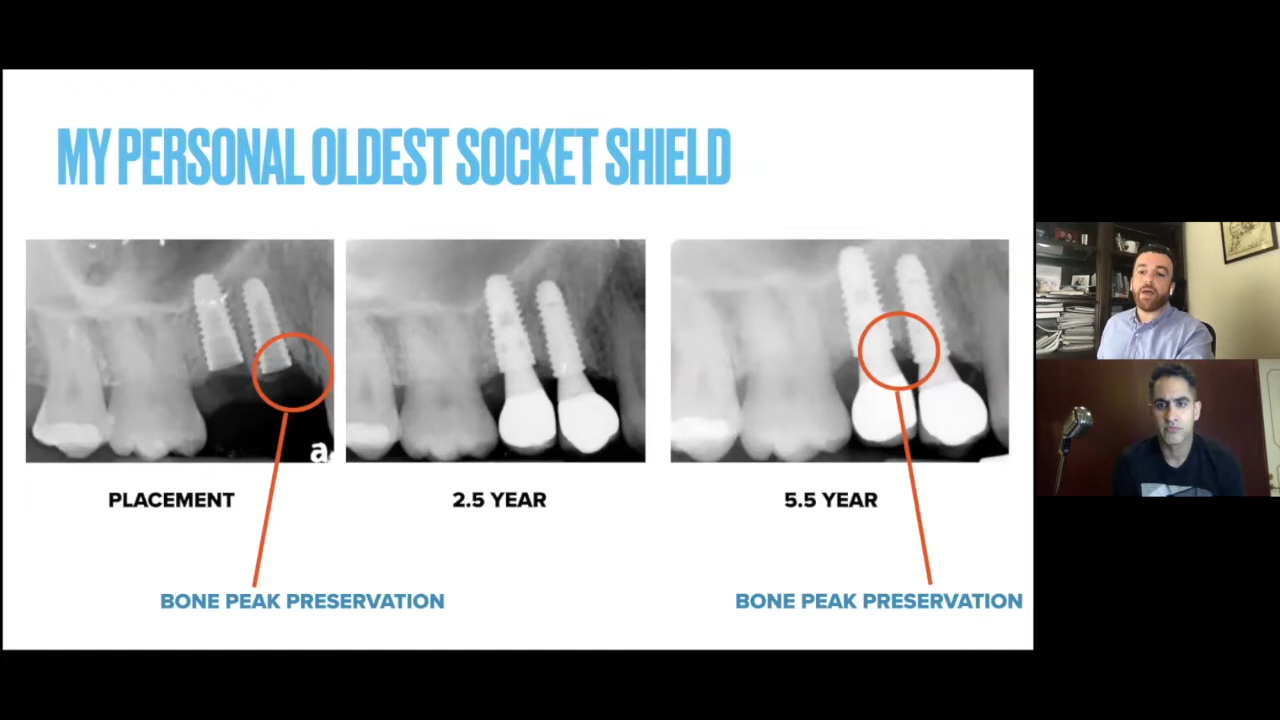 MY PERSONAL OLDEST SOCKET SHIELD
a
PLACEMENT
2.5 YEAR
5.5 YEAR
BONE PEAK PRESERVATION
BONE PEAK PRESERVATION